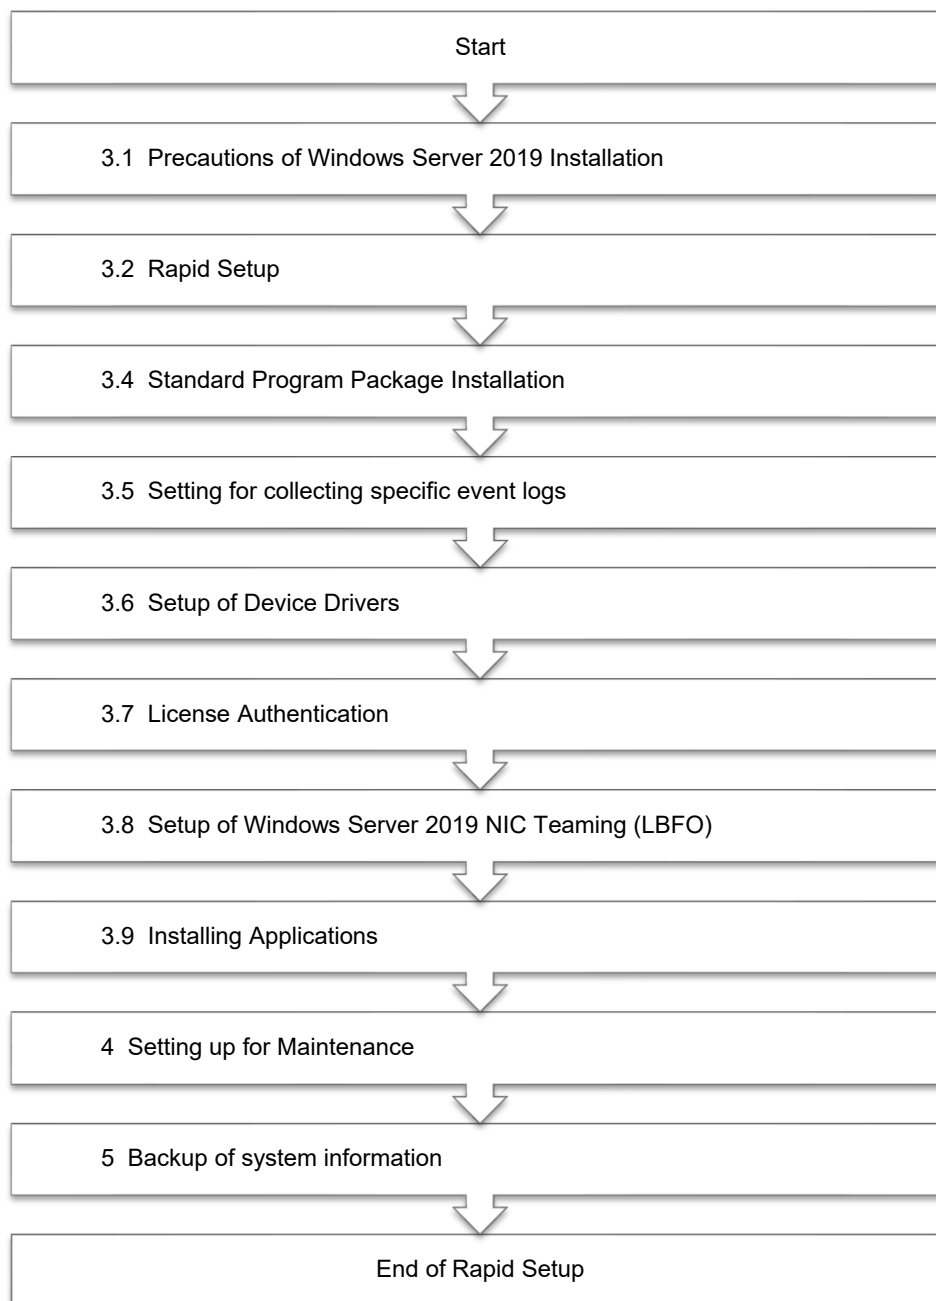 Start
3.1 Precautions of Windows Server 2019 Installation
3.2 Rapid Setup
3.4 Standard Program Package Installation
3.5 Setting for collecting specific event logs
3.6 Setup of Device Drivers
3.7 License Authentication
3.8 Setup of Windows Server 2019 NIC Teaming (LBFO)
3.9 Installing Applications
4 Setting up for Maintenance
5 Backup of system information
End of Rapid Setup